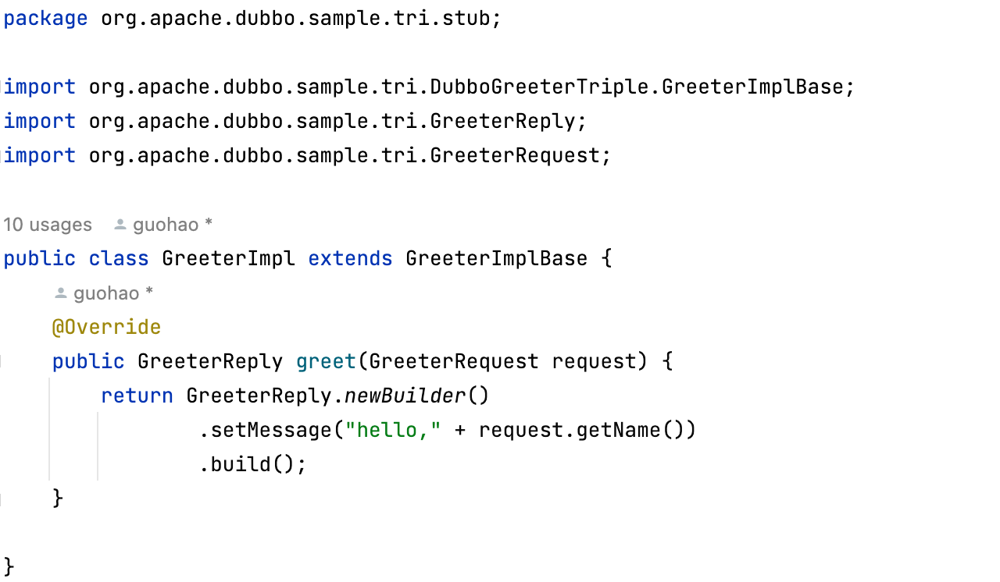 package org.apache.dubbo.sample.tri.stub;
import org.apache.dubbo.sample.tri.DubboGreeterTriple.GreeterImplBase;
import org.apache.dubbo.sample.tri.GreeterReply;
import org.apache.dubbo.sample.tri.GreeterRequest;
10 usages guohao *
public class GreeterImpl extends GreeterImplBase {
guohao *
@Override
public GreeterReply greet(GreeterRequest request) {
return GreeterReply.newBuilder()
.setMessage("hello," + request.getName())
.build();
}
}